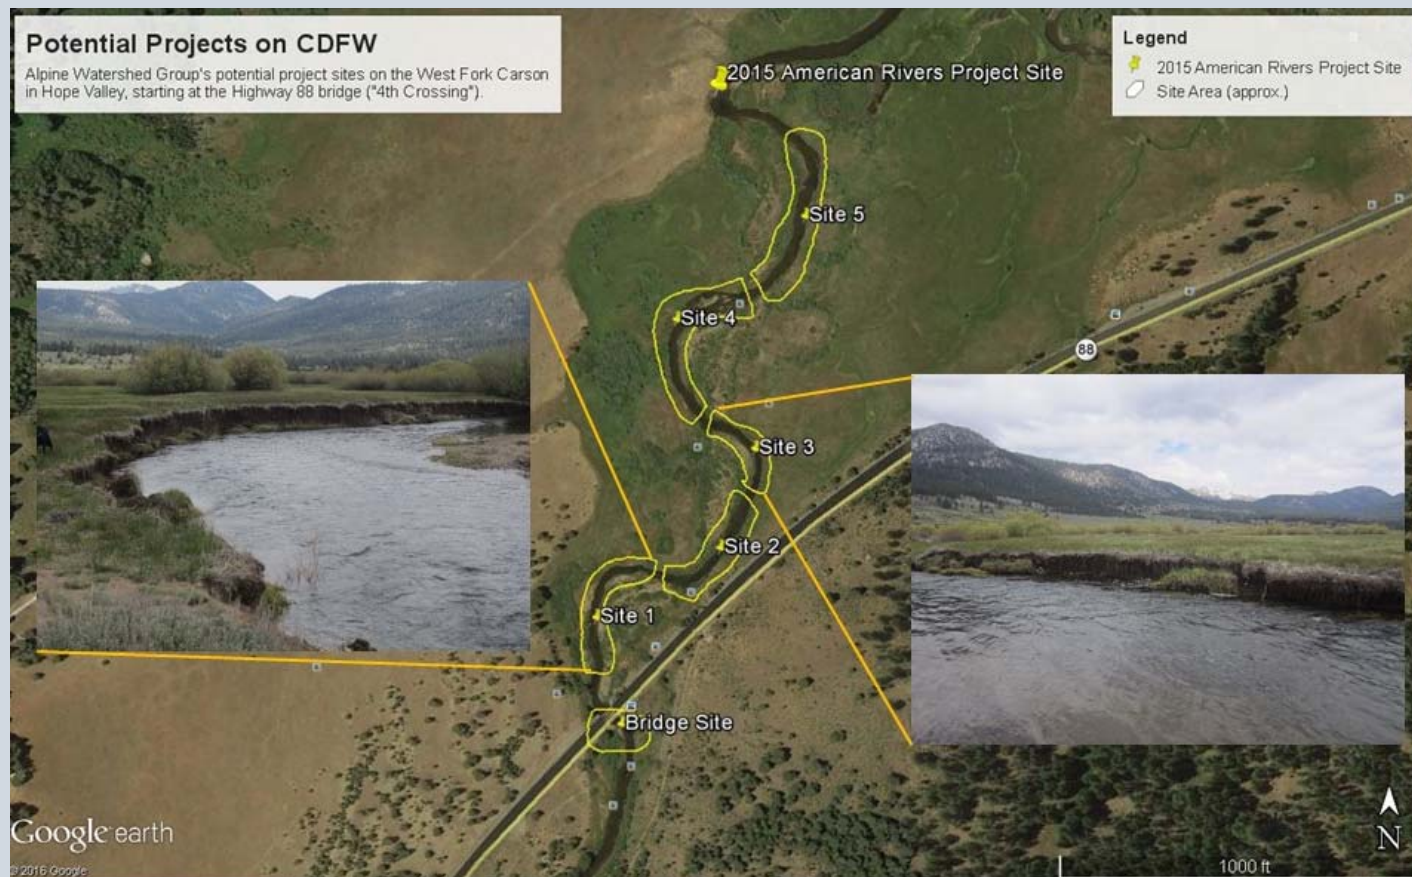 Potential Projects on CDFW
Alpine Watershed Group's potential project sites on the West Fork Carson
in Hope Valley, starting at the Highway 88 bridge ("4th Crossing").
Legend
2015 American Rivers Project Site
Site Area (approx.)
2015 American Rivers Project Site
Site 5
Site 4
88
Site 3
Site 2
Site 1
Bridge Site
Google earth
© 2016 Google
N
1000 ft